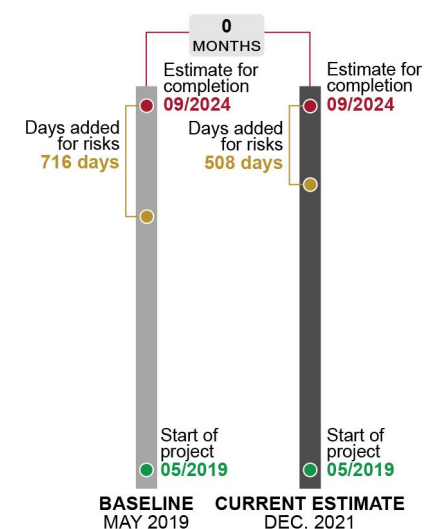 0
MONTHS
Estimate for
completion
09/2024
Days added
for risks
716 days
Start of
project
05/2019
BASELINE
MAY 2019
Estimate for
completion
09/2024
Days added
for risks
508 days
Start of
project
05/2019
CURRENT ESTIMATE
DEC. 2021